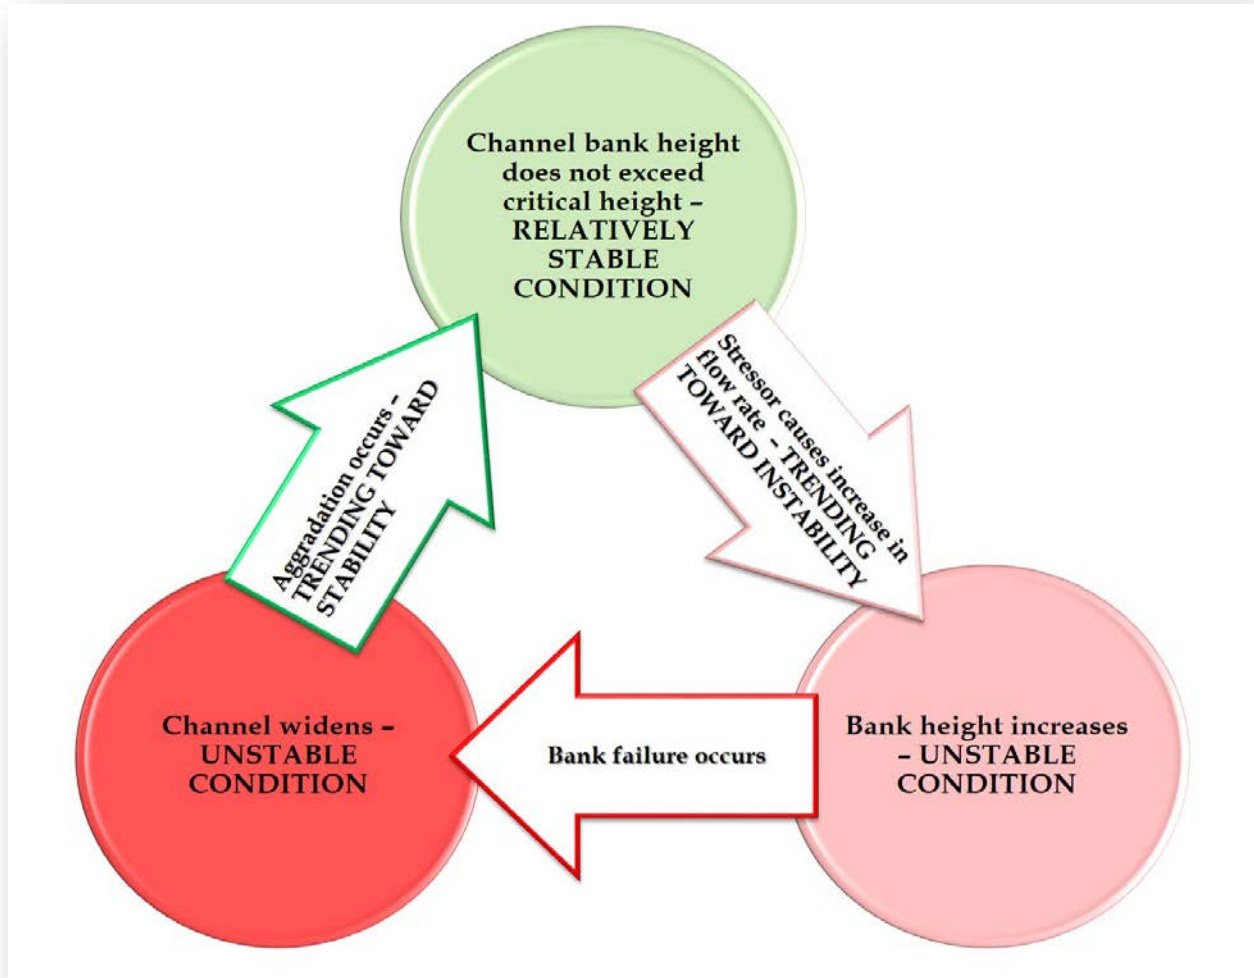 Channel bank height
does not exceed
critical height –
RELATIVELY
STABLE
CONDITION
Stressor causes increase in
flow rate – TRENDING
TOWARD INSTABILITY
Bank height increases
– UNSTABLE
CONDITION
Bank failure occurs
Channel widens –
UNSTABLE
CONDITION
Aggradation occurs –
TRENDING TOWARD
STABILITY